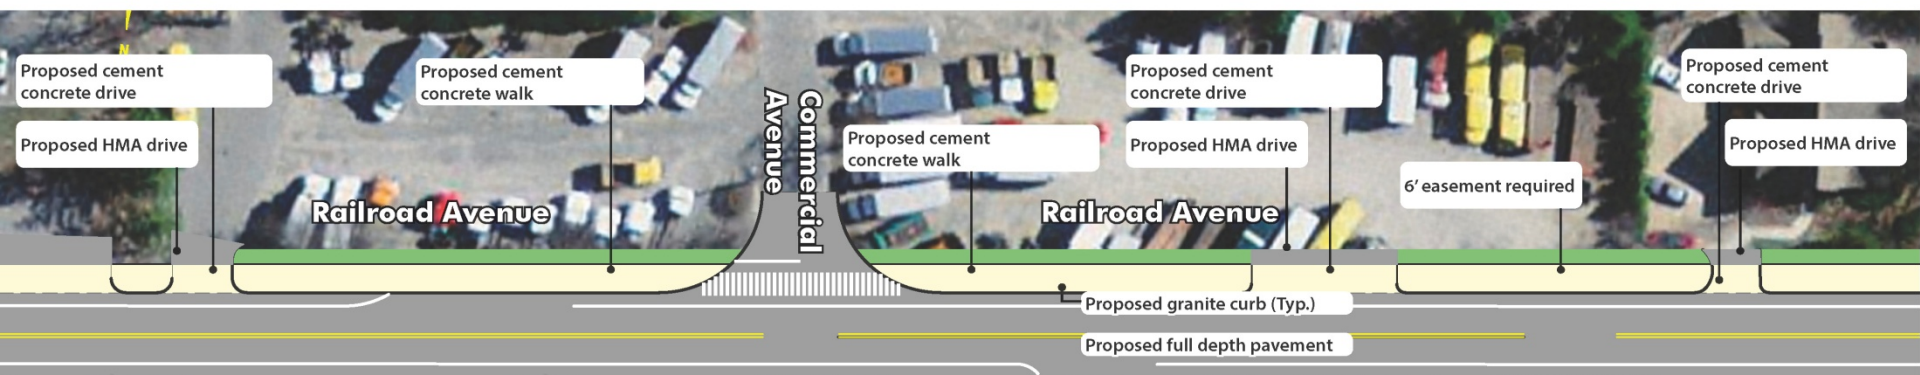 N
Proposed cement
concrete drive
Proposed HMA drive
Proposed cement
concrete walk
Railroad Avenue
Commercial
Avenue
Proposed cement
concrete walk
Proposed cement
concrete drive
Proposed HMA drive
Railroad Avenue
6’ easement required
Proposed cement
concrete drive
Proposed HMA drive
Proposed granite curb (Typ.)
Proposed full depth pavement